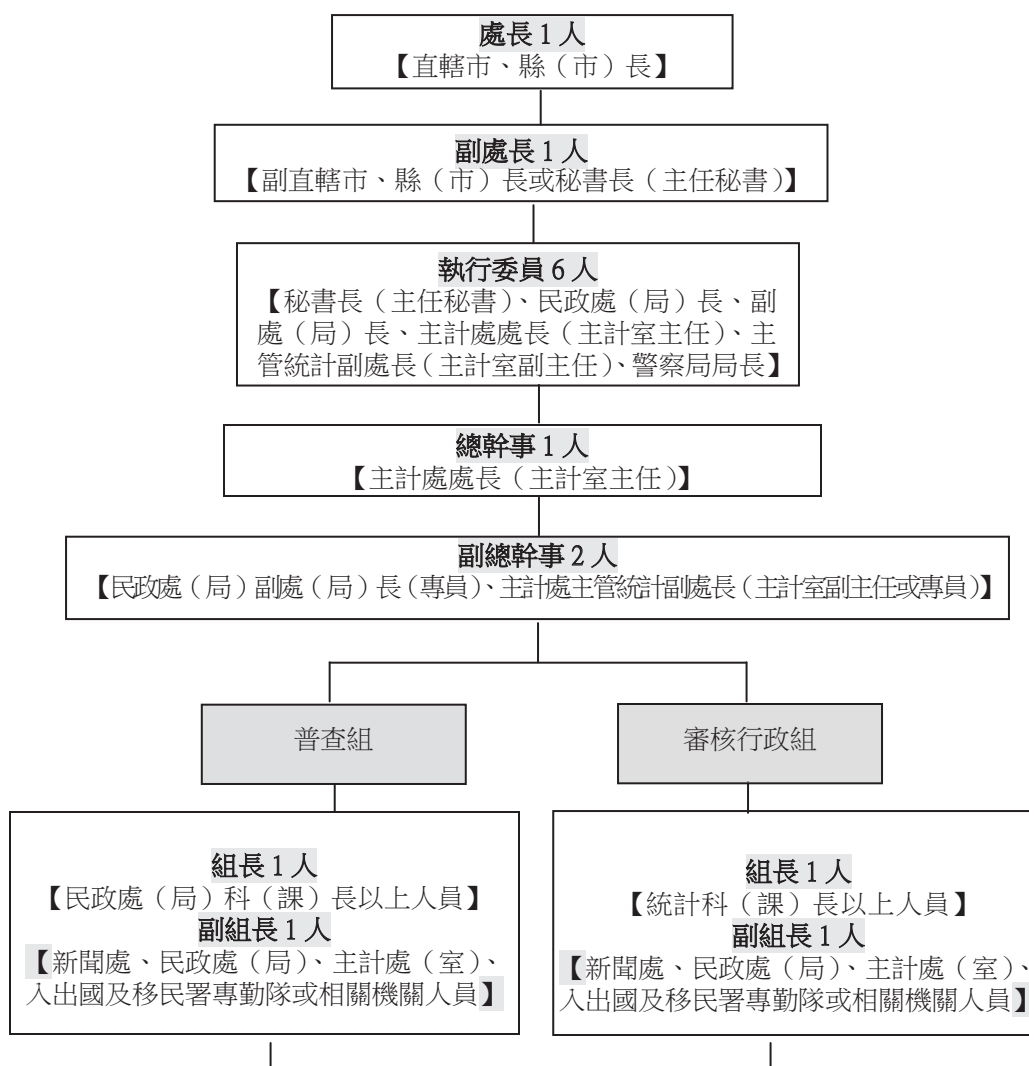 處長 1 人
【直轄市、縣（市）長】
副處長 1 人
【副直轄市、縣（市）長或秘書長（主任秘書）】
執行委員 6 人
【秘書長（主任秘書）、民政處（局）長、副
處（局）長、主計處處長（主計室主任）、主
管統計副處長（主計室副主任）、警察局局長】
總幹事 1 人
【主計處處長（主計室主任）】
副總幹事 2 人
【民政處（局）副處（局）長（專員）、主計處主管統計副處長（主計室副主任或專員）】
普查組
審核行政組
組長 1 人
【民政處（局）科（課）長以上人員】
副組長 1 人
【新聞處、民政處（局）、主計處（室）、
入出國及移民署專勤隊或相關機關人員】
組長 1 人
【統計科（課）長以上人員】
副組長 1 人
【新聞處、民政處（局）、主計處（室）、
入出國及移民署專勤隊或相關機關人員】